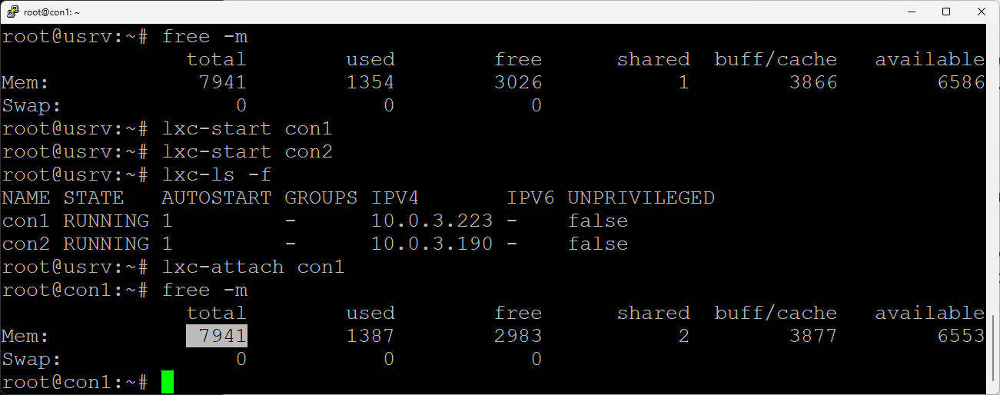 root@con1: ~
root@usrv:~# free -m
total used free shared buff/cache available
Mem: 7941 1354 3026 1 3866 6586
Swap: 0 0 0
root@usrv:~# lxc-start con1
root@usrv:~# lxc-start con2
root@usrv:~# lxc-ls -f
NAME STATE AUTOSTART GROUPS IPV4 IPV6 UNPRIVILEGED
con1 RUNNING 1 - 10.0.3.223 - false
con2 RUNNING 1 - 10.0.3.190 - false
root@usrv:~# lxc-attach con1
root@con1:~# free -m
total used free shared buff/cache available
Mem: 7941 1387 2983 2 3877 6553
Swap: 0 0 0
root@con1:~#